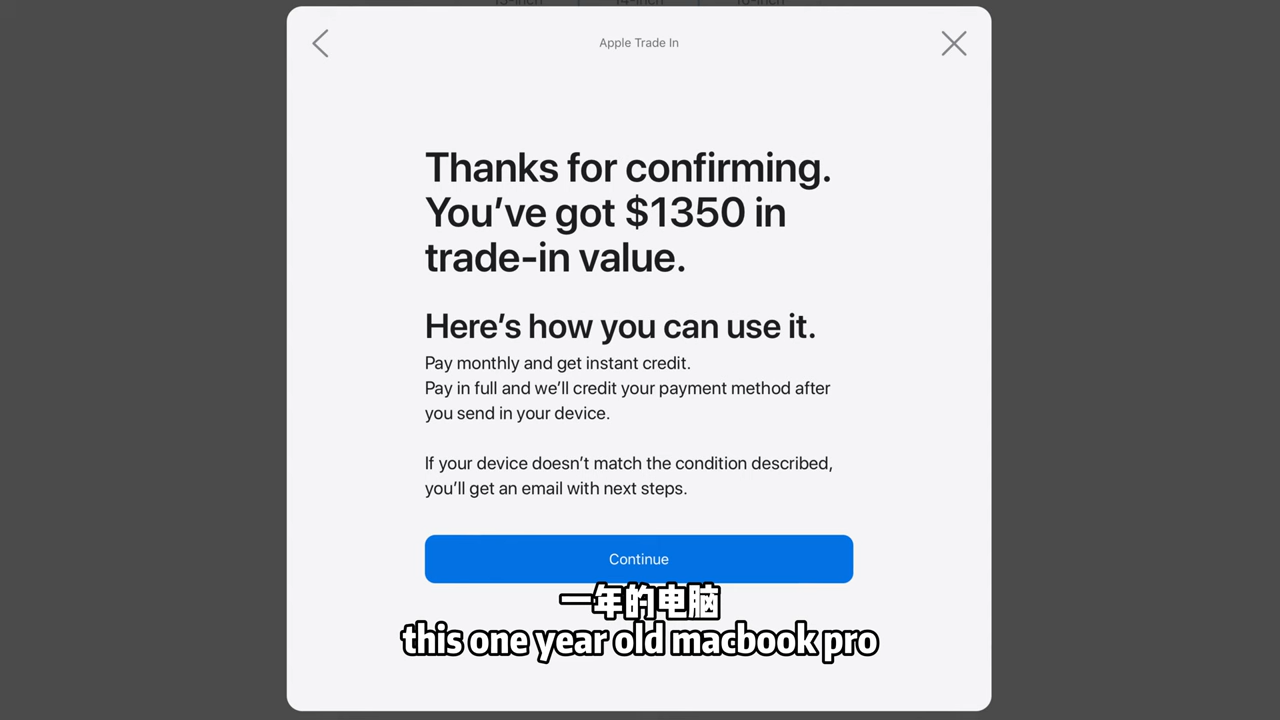 Apple Trade In
Thanks for confirming.
You’ve got $1350 in
trade-in value.
Here’s how you can use it.
Pay monthly and get instant credit.
Pay in full and we’ll credit your payment method after
you send in your device.
If your device doesn’t match the condition described,
you’ll get an email with next steps.
Continue
一年的电脑
this one year old macbook pro